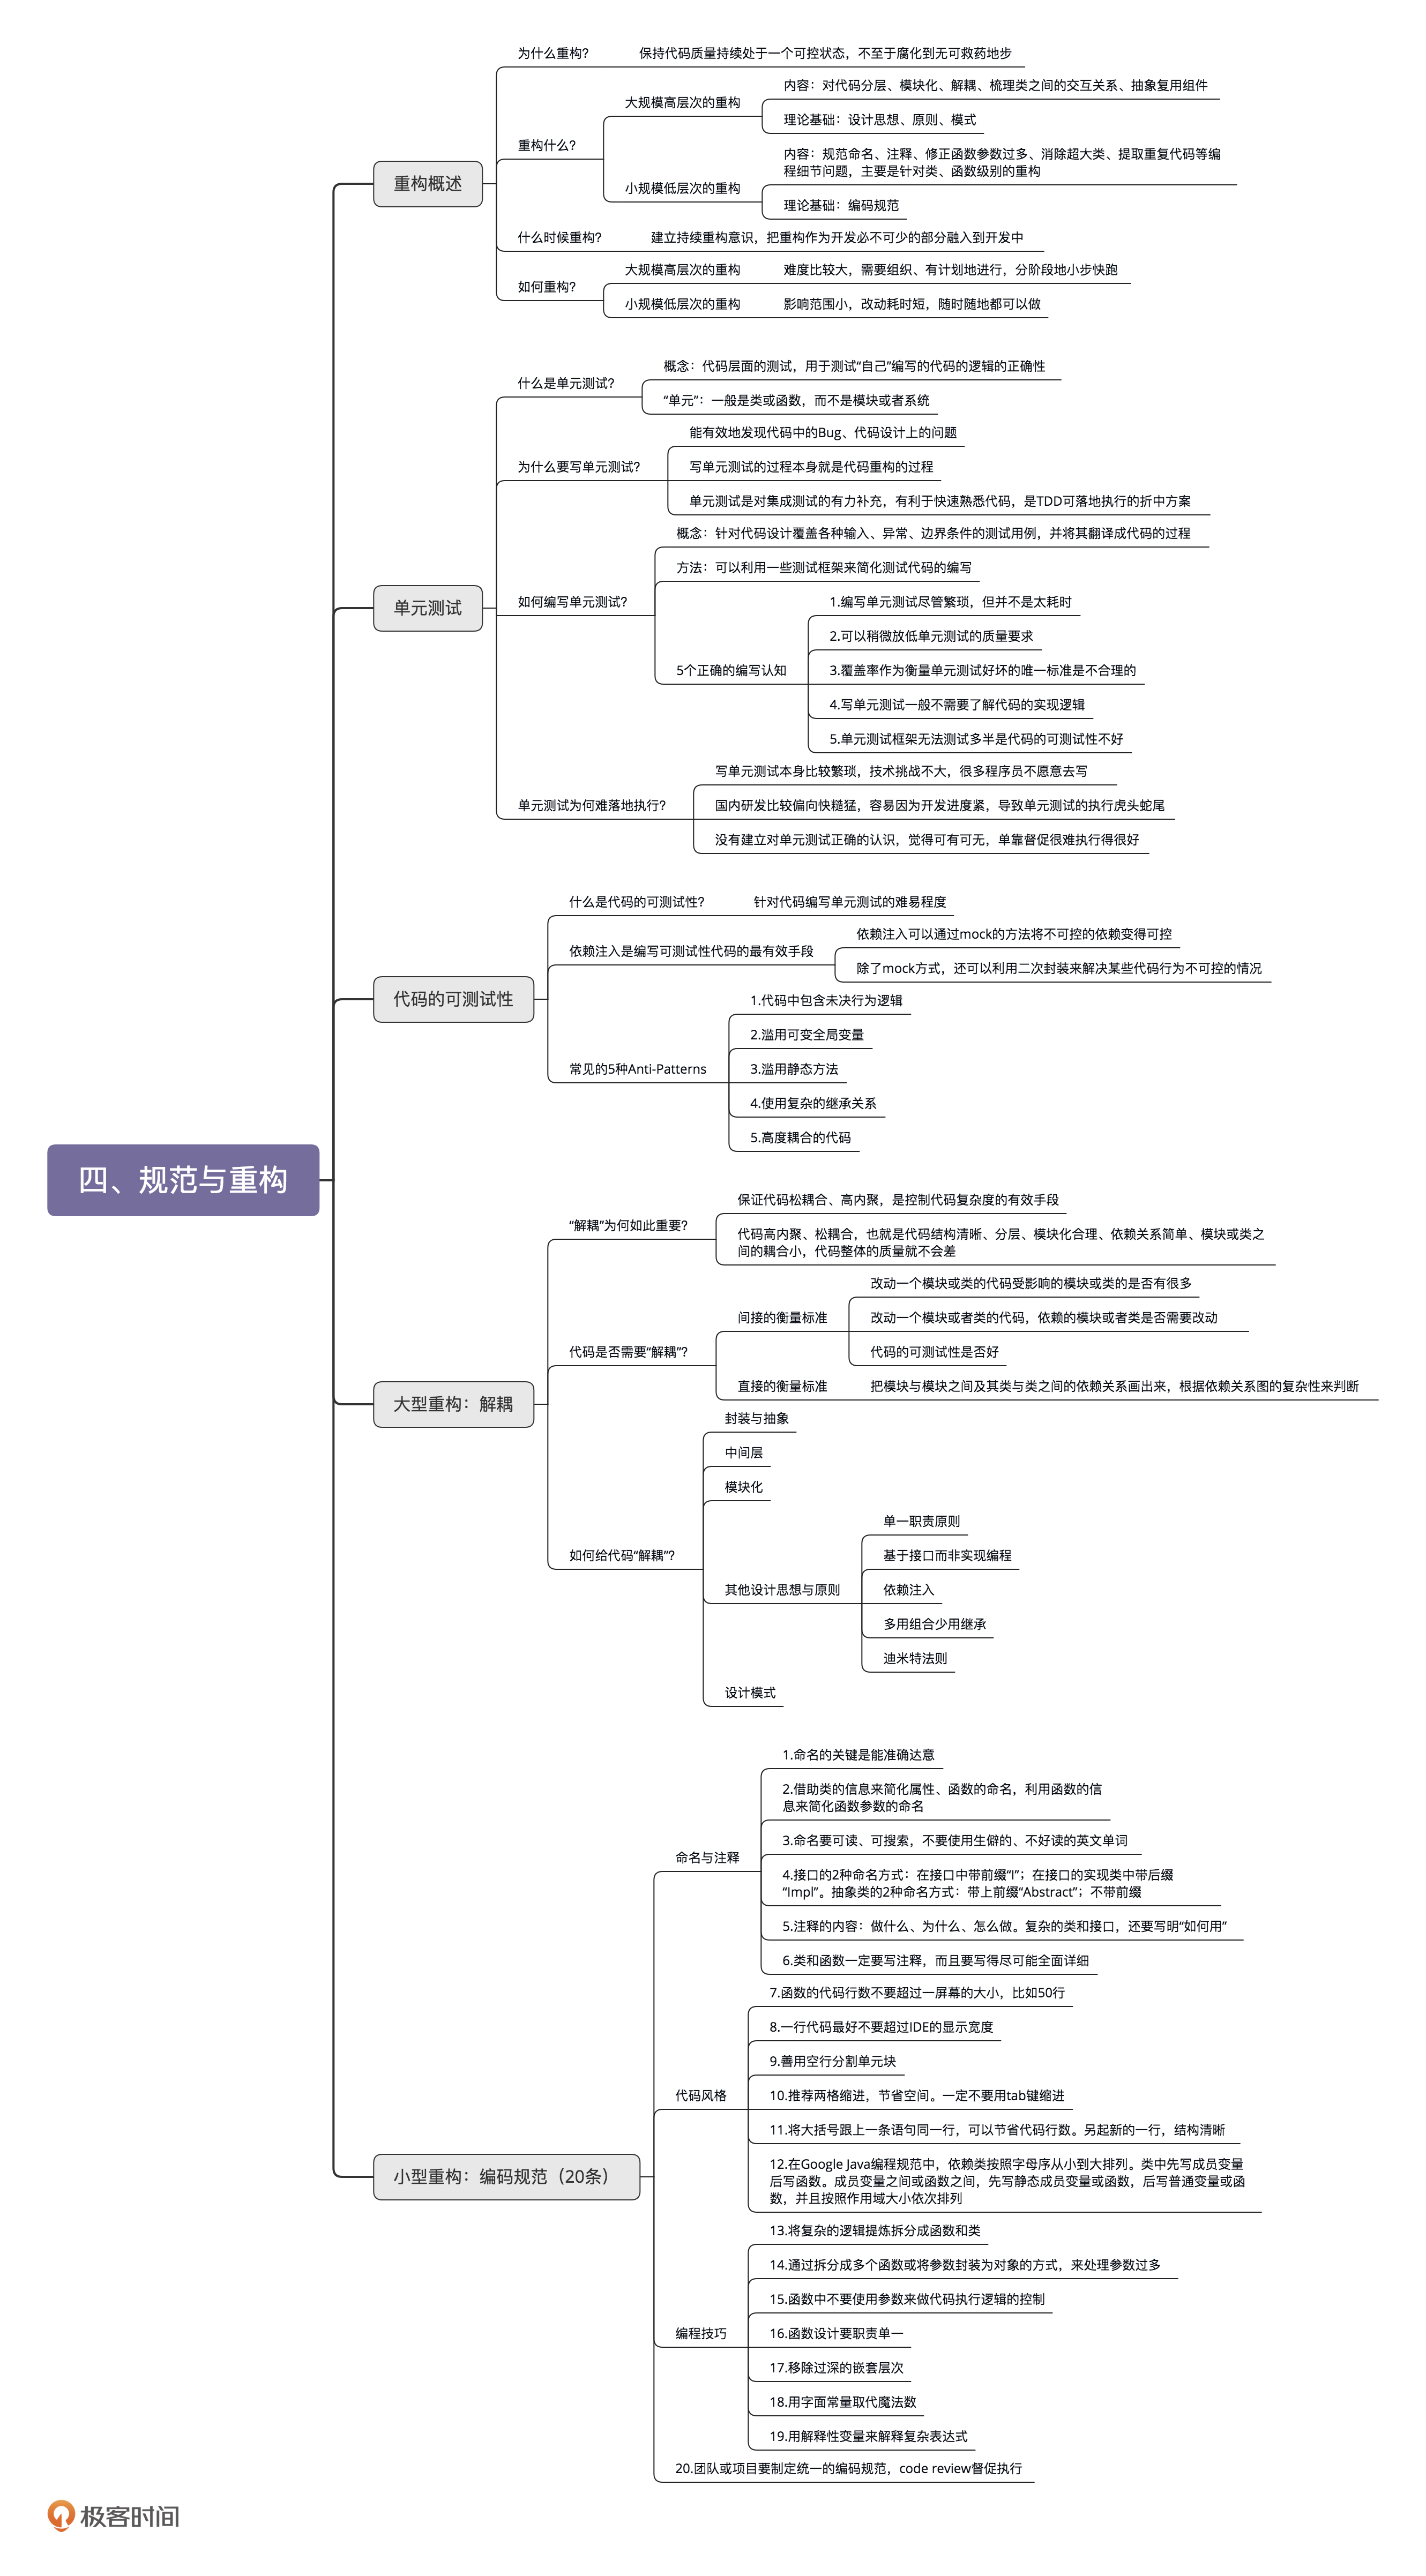 为什么重构？
保持代码质量持续处于一个可控状态，不至于腐化到无可救药地步
重构什么？
大规模高层次的重构
内容：对代码分层、模块化、解耦、梳理类之间的交互关系、抽象复用组件
理论基础：设计思想、原则、模式
小规模低层次的重构
内容：规范命名、注释、修正函数参数过多、消除超大类、提取重复代码等编
程细节问题，主要是针对类、函数级别的重构
理论基础：编码规范
重构概述
什么时候重构？
建立持续重构意识，把重构作为开发必不可少的部分融入到开发中
如何重构？
大规模高层次的重构
难度比较大，需要组织、有计划地进行，分阶段地小步快跑
小规模低层次的重构
影响范围小，改动耗时短，随时随地都可以做
什么是单元测试？
概念：代码层面的测试，用于测试“自己”编写的代码的逻辑的正确性
“单元”：一般是类或函数，而不是模块或者系统
为什么要写单元测试？
能有效地发现代码中的Bug、代码设计上的问题
写单元测试的过程本身就是代码重构的过程
单元测试是对集成测试的有力补充，有利于快速熟悉代码，是TDD可落地执行的折中方案
单元测试
如何编写单元测试？
概念：针对代码设计覆盖各种输入、异常、边界条件的测试用例，并将其翻译成代码的过程
方法：可以利用一些测试框架来简化测试代码的编写
5个正确的编写认知
1.编写单元测试尽管繁琐，但并不是太耗时
2.可以稍微放低单元测试的质量要求
3.覆盖率作为衡量单元测试好坏的唯一标准是不合理的
4.写单元测试一般不需要了解代码的实现逻辑
5.单元测试框架无法测试多半是代码的可测试性不好
单元测试为何难落地执行？
写单元测试本身比较繁琐，技术挑战不大，很多程序员不愿意去写
国内研发比较偏向快糙猛，容易因为开发进度紧，导致单元测试的执行虎头蛇尾
没有建立对单元测试正确的认识，觉得可有可无，单靠督促很难执行得很好
什么是代码的可测试性？
针对代码编写单元测试的难易程度
依赖注入是编写可测试性代码的最有效手段
依赖注入可以通过mock的方法将不可控的依赖变得可控
除了mock方式，还可以利用二次封装来解决某些代码行为不可控的情况
代码的可测试性
常见的5种Anti-Patterns
1.代码中包含未决行为逻辑
2.滥用可变全局变量
3.滥用静态方法
4.使用复杂的继承关系
5.高度耦合的代码
四、规范与重构
“解耦”为何如此重要？
保证代码松耦合、高内聚，是控制代码复杂度的有效手段
代码高内聚、松耦合，也就是代码结构清晰、分层、模块化合理、依赖关系简单、模块或类之
间的耦合小，代码整体的质量就不会差
代码是否需要“解耦”？
间接的衡量标准
改动一个模块或类的代码受影响的模块或类的是否有很多
改动一个模块或者类的代码，依赖的模块或者类是否需要改动
代码的可测试性是否好
直接的衡量标准
把模块与模块之间及其类与类之间的依赖关系画出来，根据依赖关系图的复杂性来判断
大型重构：解耦
如何给代码“解耦”？
封装与抽象
中间层
模块化
其他设计思想与原则
单一职责原则
基于接口而非实现编程
依赖注入
多用组合少用继承
迪米特法则
设计模式
命名与注释
1.命名的关键是能准确达意
2.借助类的信息来简化属性、函数的命名，利用函数的信
息来简化函数参数的命名
3.命名要可读、可搜索，不要使用生僻的、不好读的英文单词
4.接口的2种命名方式：在接口中带前缀“I”；在接口的实现类中带后缀
“Impl”。抽象类的2种命名方式：带上前缀“Abstract”；不带前缀
5.注释的内容：做什么、为什么、怎么做。复杂的类和接口，还要写明“如何用”
6.类和函数一定要写注释，而且要写得尽可能全面详细
代码风格
7.函数的代码行数不要超过一屏幕的大小，比如50行
8.一行代码最好不要超过IDE的显示宽度
9.善用空行分割单元块
10.推荐两格缩进，节省空间。一定不要用tab键缩进
11.将大括号跟上一条语句同一行，可以节省代码行数。另起新的一行，结构清晰
12.在Google Java编程规范中，依赖类按照字母序从小到大排列。类中先写成员变量
后写函数。成员变量之间或函数之间，先写静态成员变量或函数，后写普通变量或函
数，并且按照作用域大小依次排列
小型重构：编码规范（20条）
编程技巧
13.将复杂的逻辑提炼拆分成函数和类
14.通过拆分成多个函数或将参数封装为对象的方式，来处理参数过多
15.函数中不要使用参数来做代码执行逻辑的控制
16.函数设计要职责单一
17.移除过深的嵌套层次
18.用字面常量取代魔法数
19.用解释性变量来解释复杂表达式
20.团队或项目要制定统一的编码规范，code review督促执行
极客时间